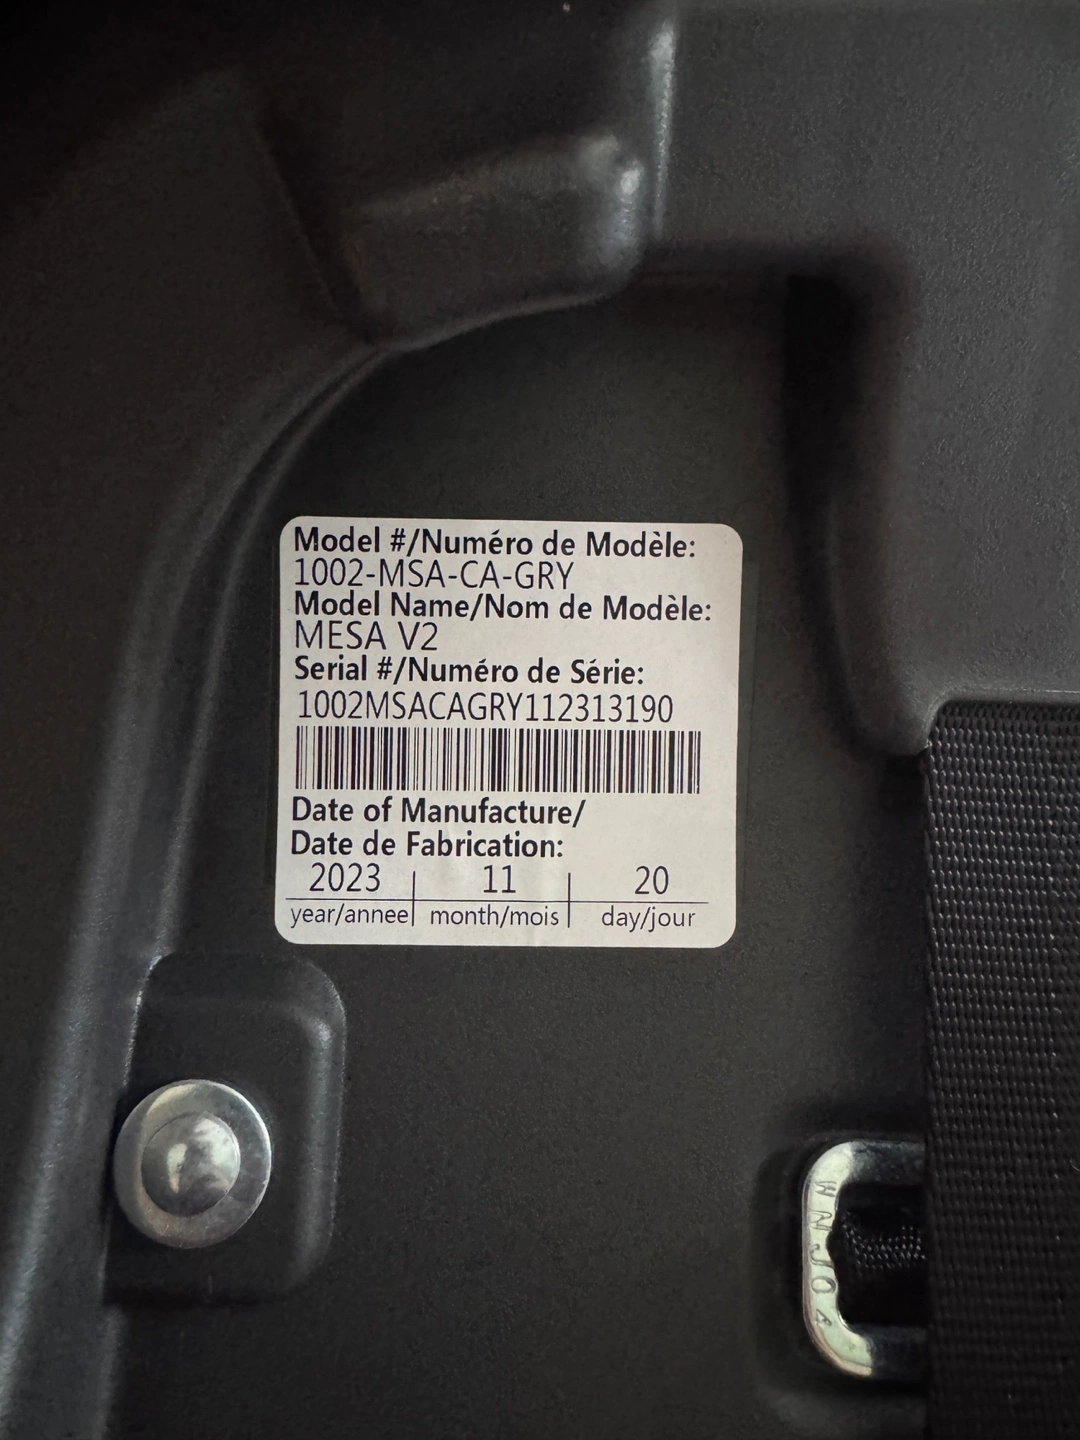 Model #/Numéro de Modèle:
1002-MSA-CA-GRY
Model Name/Nom de Modèle:
MESA V2
Serial #/Numéro de Série:
1002MSACAGRY112313190
Date of Manufacture/
Date de Fabrication:
2023 | 11 | 20
year/annee| month/mois | day/jour